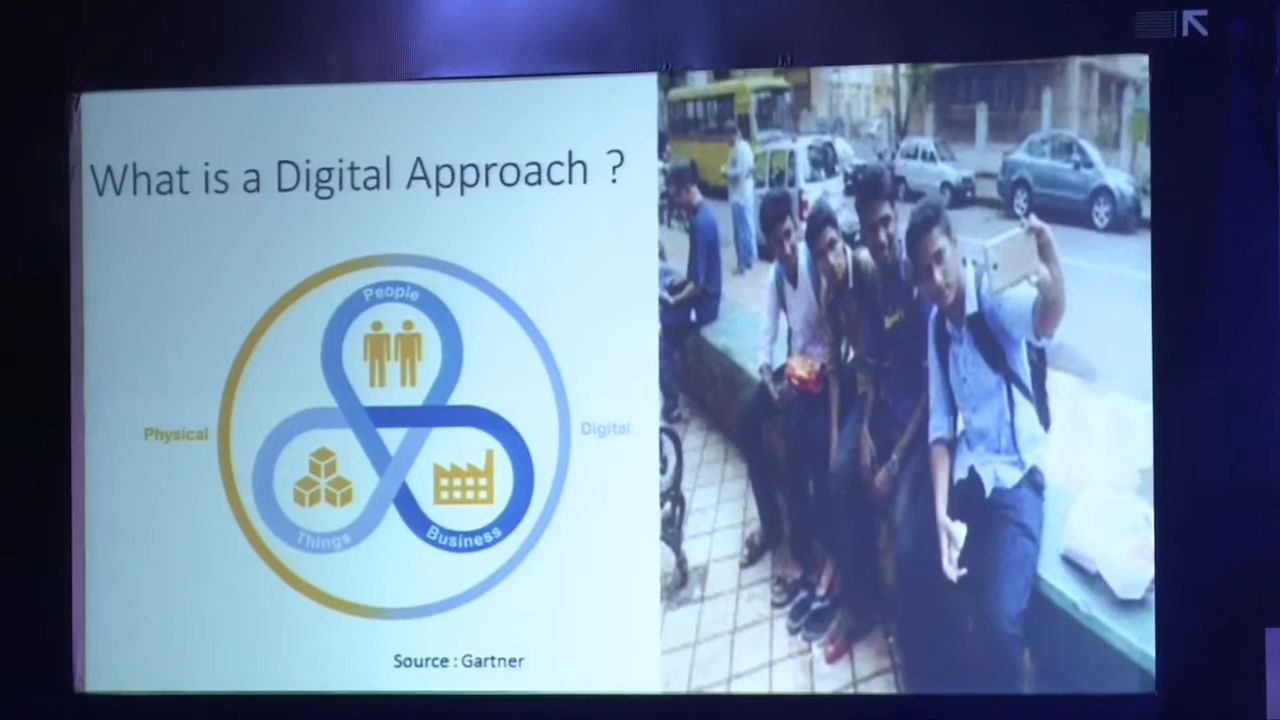 What is a Digital Approach ?
People
Physical
Digital
Things
Business
Source : Gartner